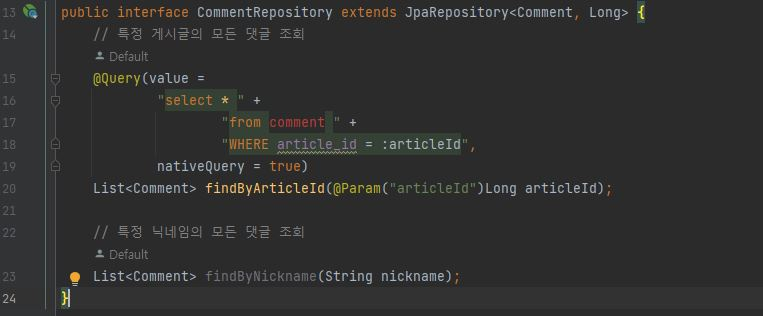 13 public interface CommentRepository extends JpaRepository<Comment, Long> {
14 // 특정 게시글의 모든 댓글 조회
Default
15 @Query(value =
16 "select * " +
17 "from comment " +
18 "WHERE article_id = :articleId",
19 nativeQuery = true)
20 List<Comment> findByArticleId(@Param("articleId")Long articleId);
21
22 // 특정 닉네임의 모든 댓글 조회
Default
23 List<Comment> findByNickname(String nickname);
24 }